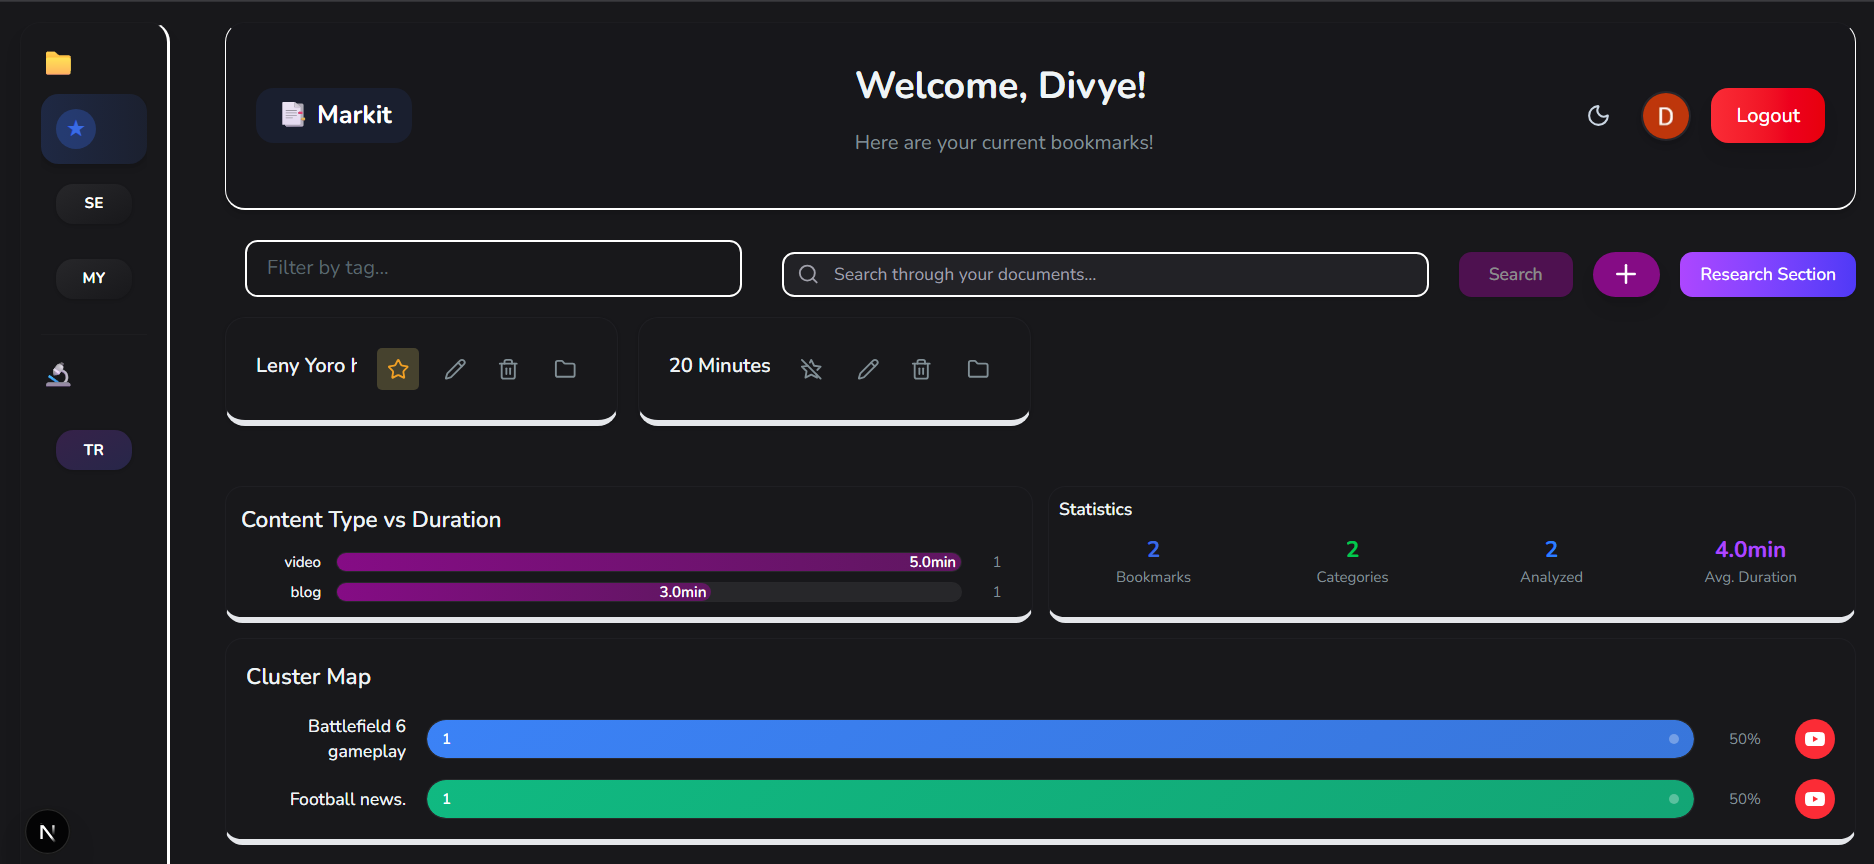 Markit
Welcome, Divye!
Here are your current bookmarks!
D
Logout
SE
MY
TR
Filter by tag...
Search through your documents...
Search
Research Section
Leny Yoro
20 Minutes
Content Type vs Duration
video
5.0min
1
blog
3.0min
1
Statistics
2
Bookmarks
2
Categories
2
Analyzed
4.0min
Avg. Duration
Cluster Map
Battlefield 6
gameplay
1
50%
Football news.
1
50%
N